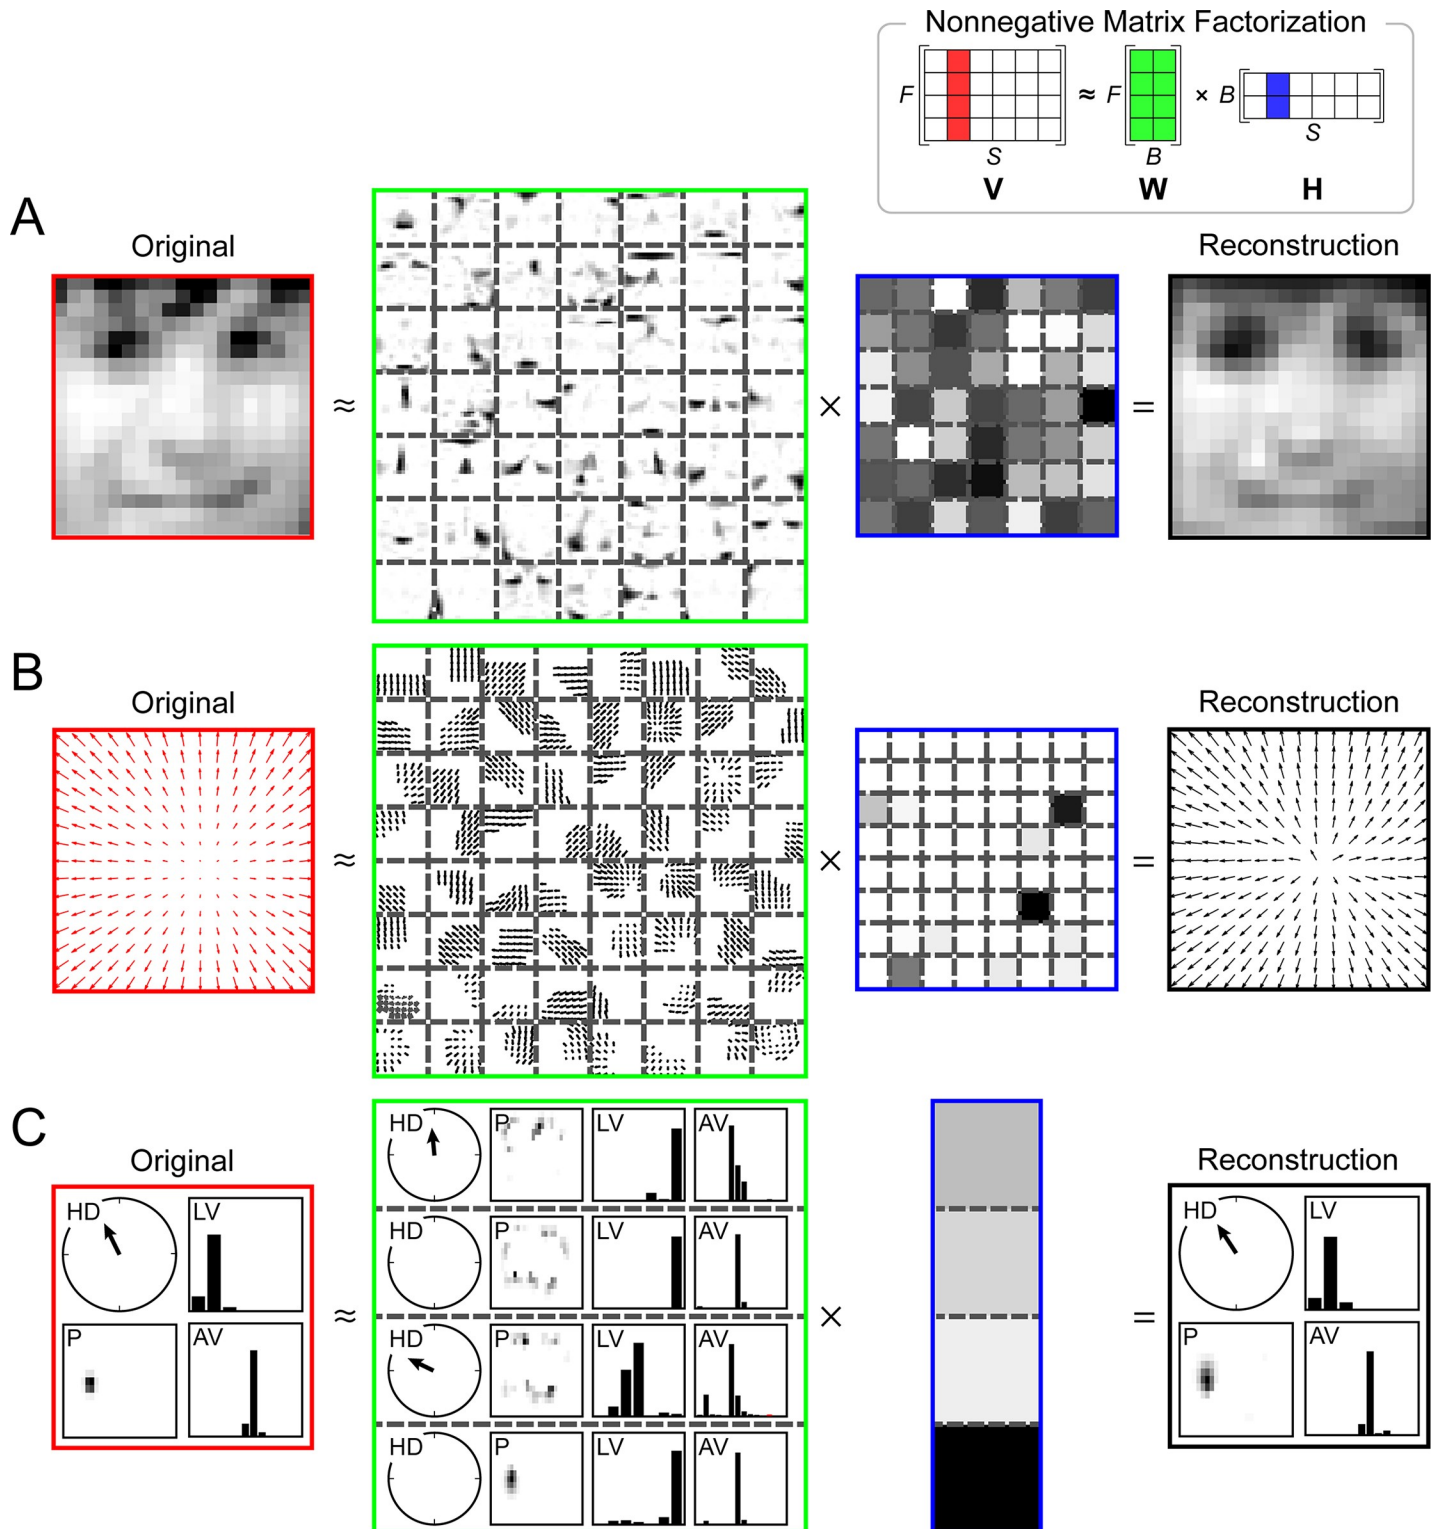 Nonnegative Matrix Factorization
F ≈ F × B
S B S
V W H
A
Original
Reconstruction
≈ × =
B
Original
Reconstruction
≈ × =
C
Original
Reconstruction
HD P LV AV
HD LV
P AV
HD P LV AV
HD P LV AV
HD P LV AV
≈ × =
HD LV
P AV